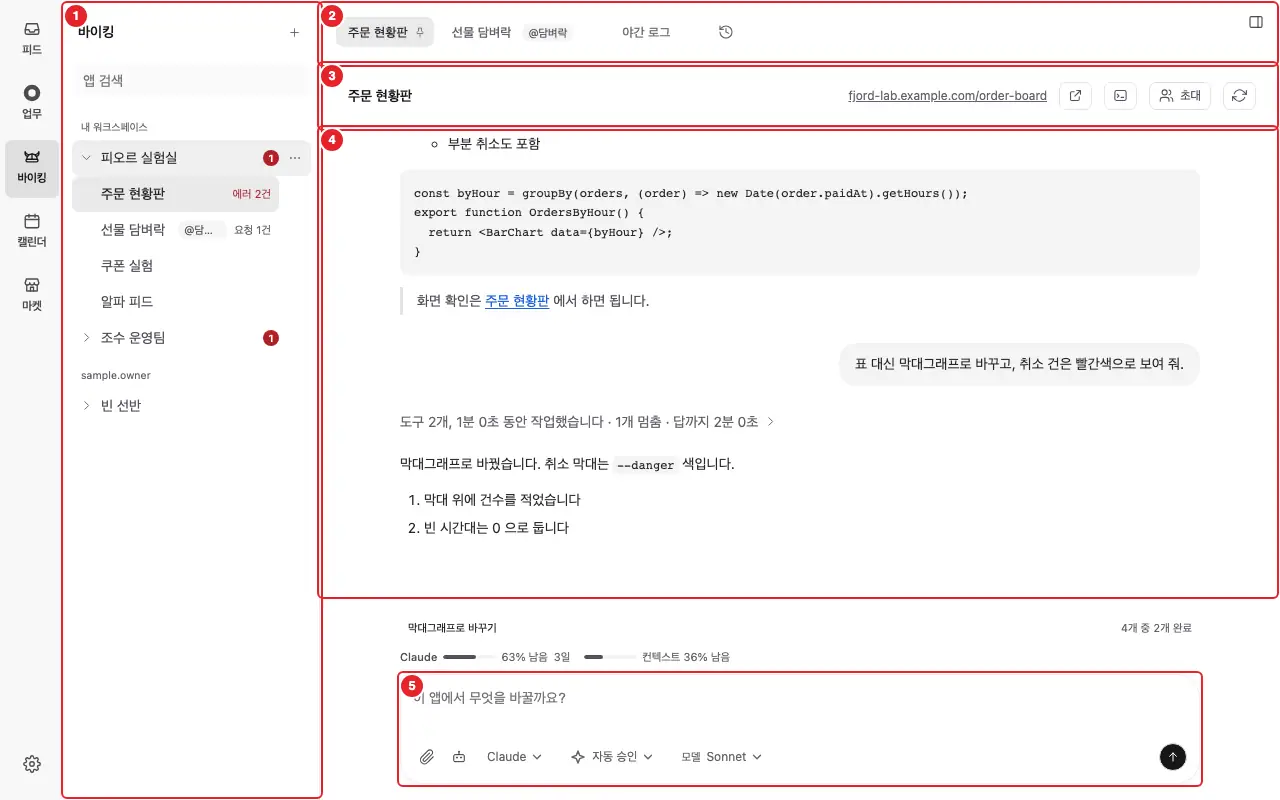 피드
업무
바이킹
캘린더
마켓
1
바이킹
앱 검색
내 워크스페이스
피오르 실험실 1
주문 현황판 에러 2건
선물 담벼락 @담... 요청 1건
쿠폰 실험
알파 피드
조수 운영팀 1
sample.owner
빈 선반
2
주문 현황판 선물 담벼락 @담벼락 야간 로그
3
주문 현황판 fjord-lab.example.com/order-board 초대
4
부분 취소도 포함
const byHour = groupBy(orders, (order) => new Date(order.paidAt).getHours());
export function OrdersByHour() {
return <BarChart data={byHour} />;
}
화면 확인은 주문 현황판 에서 하면 됩니다.
표 대신 막대그래프로 바꾸고, 취소 건은 빨간색으로 보여 줘.
도구 2개, 1분 0초 동안 작업했습니다 · 1개 멈춤 · 답까지 2분 0초
막대그래프로 바꿨습니다. 취소 막대는 --danger 색입니다.
1. 막대 위에 건수를 적었습니다
2. 빈 시간대는 0 으로 둡니다
막대그래프로 바꾸기 4개 중 2개 완료
Claude 63% 남음 3일 컨텍스트 36% 남음
5
앱에서 무엇을 바꿀까요?
Claude 자동 승인 모델 Sonnet